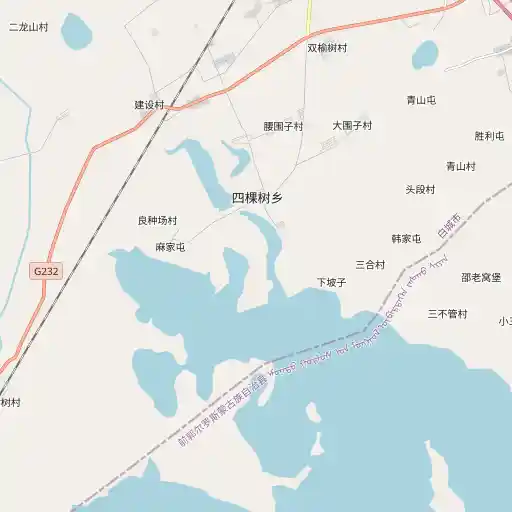 二龙山村
双榆树村
建设村
青山屯
腰围子村
大围子村
胜利屯
青山村
头段村
四棵树乡
良种场村
白城市
韩家屯
麻家屯
三合村
G232
下坡子
邵老窝堡
三不管村
小三
前郭尔罗斯蒙古族自治县
树村